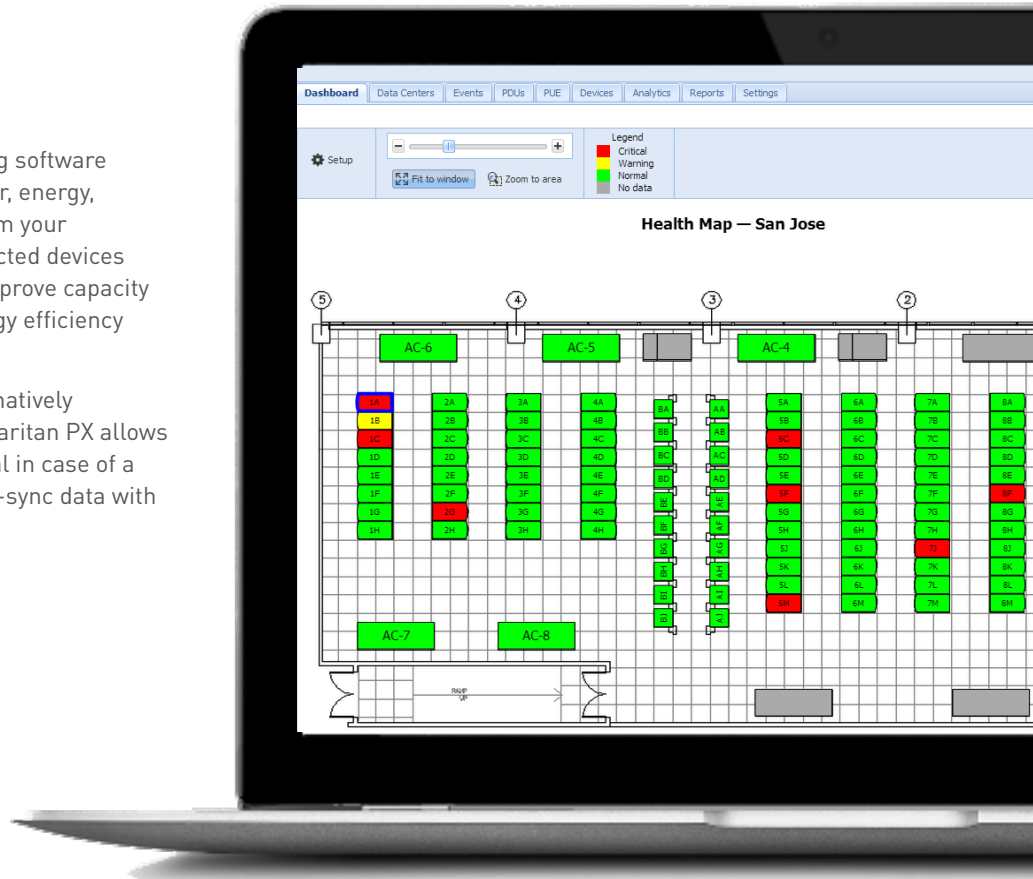 g software
r, energy,
m your
cted devices
prove capacity
gy efficiency
natively
aritan PX allows
al in case of a
-sync data with
Dashboard Data Centers Events PDUs PUE Devices Analytics Reports Settings
Setup
Fit to window Zoom to area
Legend
Critical
Warning
Normal
No data
Health Map — San Jose
5 4 3 2
AC-6 AC-5 AC-4
1A 2A 3A 4A BA AA 5A 6A 7A 8A
1B 2B 3B 4B BB AB 5B 6B 7B 8B
1C 2C 3C 4C BC AC 5C 6C 7C 8C
1D 2D 3D 4D BD AD 5D 6D 7D 8D
1E 2E 3E 4E BE AE 5E 6E 7E 8E
1F 2F 3F 4F BF AF 5F 6F 7F 8F
1G 2G 3G 4G BG AG 5G 6G 7G 8G
1H 2H 3H 4H BH AH 5H 6H 7H 8H
BI AI 5J 6J 7J 8J
BJ AJ 5K 6K 7K 8K
5L 6L 7L 8L
5M 6M 7M 8M
AC-7 AC-8
RAMP
UP